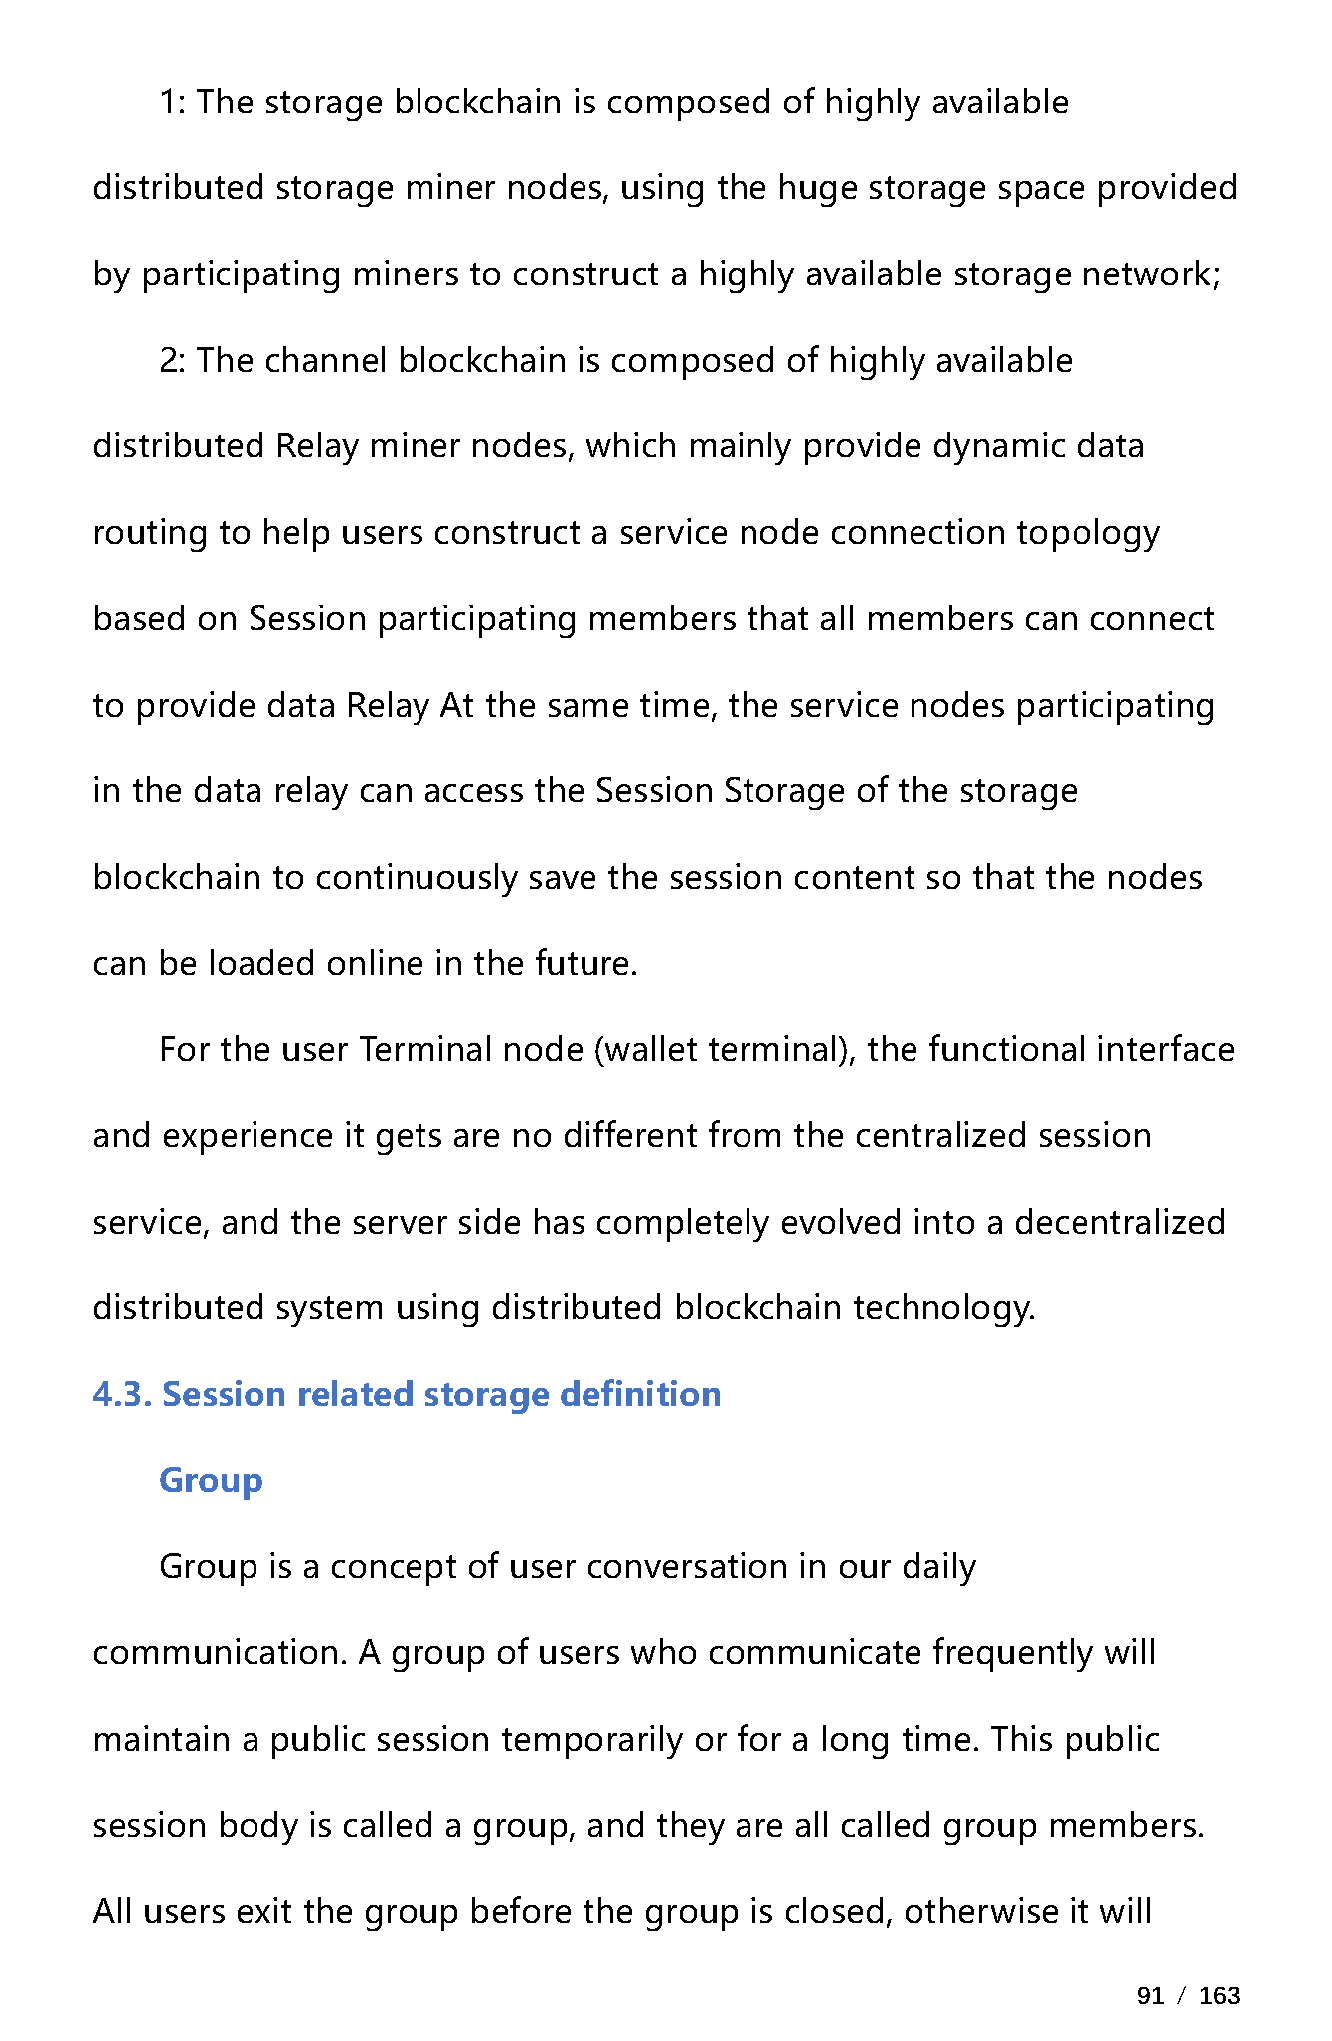 1: The storage blockchain is composed of highly available
distributed storage miner nodes, using the huge storage space provided
by participating miners to construct a highly available storage network;
2: The channel blockchain is composed of highly available
distributed Relay miner nodes, which mainly provide dynamic data
routing to help users construct a service node connection topology
based on Session participating members that all members can connect
to provide data Relay At the same time, the service nodes participating
in the data relay can access the Session Storage of the storage
blockchain to continuously save the session content so that the nodes
can be loaded online in the future.
For the user Terminal node (wallet terminal), the functional interface
and experience it gets are no different from the centralized session
service, and the server side has completely evolved into a decentralized
distributed system using distributed blockchain technology.
4.3. Session related storage definition
Group
Group is a concept of user conversation in our daily
communication. A group of users who communicate frequently will
maintain a public session temporarily or for a long time. This public
session body is called a group, and they are all called group members.
All users exit the group before the group is closed, otherwise it will
91 / 163